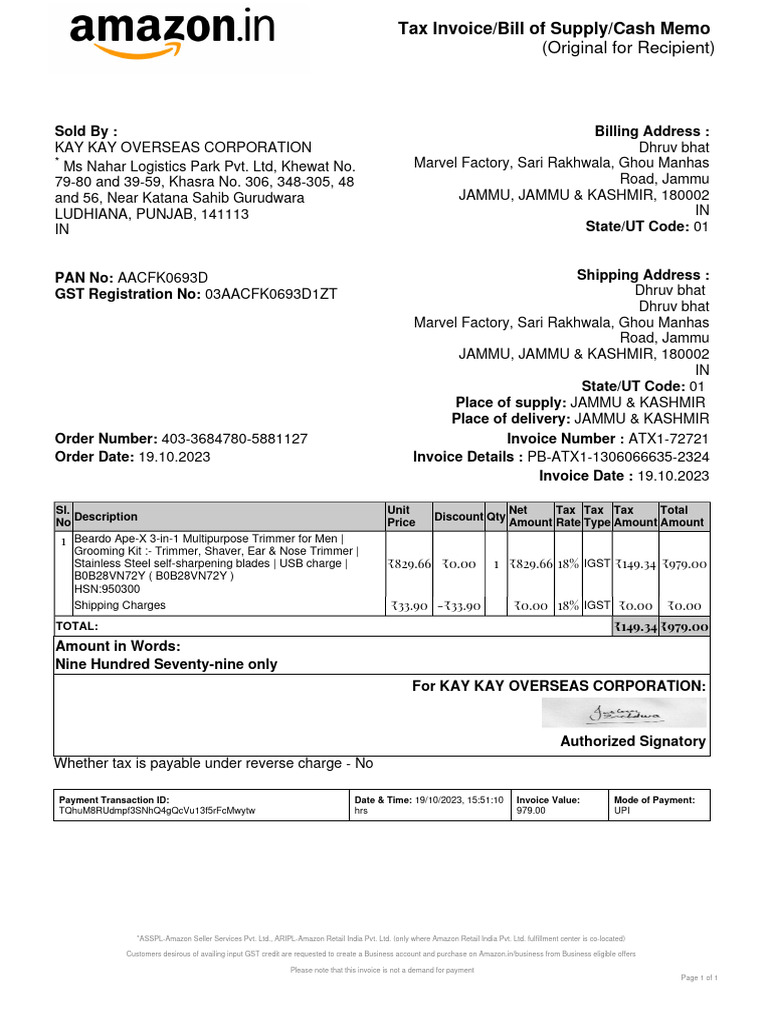 amazon.in
Tax Invoice/Bill of Supply/Cash Memo
(Original for Recipient)
Sold By :
KAY KAY OVERSEAS CORPORATION
* Ms Nahar Logistics Park Pvt. Ltd, Khewat No.
79-80 and 39-59, Khasra No. 306, 348-305, 48
and 56, Near Katana Sahib Gurudwara
LUDHIANA, PUNJAB, 141113
IN
Billing Address :
Dhruv bhat
Marvel Factory, Sari Rakhwala, Ghou Manhas
Road, Jammu
JAMMU, JAMMU & KASHMIR, 180002
IN
State/UT Code: 01
PAN No: AACFK0693D
GST Registration No: 03AACFK0693D1ZT
Shipping Address :
Dhruv bhat
Dhruv bhat
Marvel Factory, Sari Rakhwala, Ghou Manhas
Road, Jammu
JAMMU, JAMMU & KASHMIR, 180002
IN
State/UT Code: 01
Place of supply: JAMMU & KASHMIR
Place of delivery: JAMMU & KASHMIR
Order Number: 403-3684780-5881127
Order Date: 19.10.2023
Invoice Number : ATX1-72721
Invoice Details : PB-ATX1-1306066635-2324
Invoice Date : 19.10.2023
Sl. No Description Unit Price Discount Qty Net Amount Tax Rate Tax Type Tax Amount Total Amount
1 Beardo Ape-X 3-in-1 Multipurpose Trimmer for Men |
Grooming Kit :- Trimmer, Shaver, Ear & Nose Trimmer |
Stainless Steel self-sharpening blades | USB charge | ₹829.66 ₹0.00 1 ₹829.66 18% IGST ₹149.34 ₹979.00
B0B28VN72Y ( B0B28VN72Y )
HSN:950300
Shipping Charges ₹33.90 -₹33.90 ₹0.00 18% IGST ₹0.00 ₹0.00
TOTAL: ₹149.34 ₹979.00
Amount in Words:
Nine Hundred Seventy-nine only
For KAY KAY OVERSEAS CORPORATION:
Authorized Signatory
Whether tax is payable under reverse charge - No
Payment Transaction ID:
TQhuM8RUdmpf3SNhQ4gQcVu13f5rFcMwytw
Date & Time: 19/10/2023, 15:51:10
hrs
Invoice Value:
979.00
Mode of Payment:
UPI
*ASSPL-Amazon Seller Services Pvt. Ltd., ARIPL-Amazon Retail India Pvt. Ltd. (only where Amazon Retail India Pvt. Ltd. fulfillment center is co-located)
Customers desirous of availing input GST credit are requested to create a Business account and purchase on Amazon.in/business from Business eligible offers
Please note that this invoice is not a demand for payment
Page 1 of 1